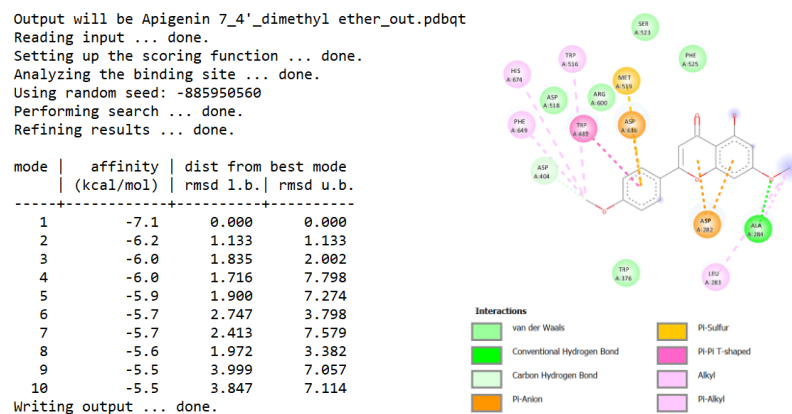 Output will be Apigenin 7_4'_dimethyl ether_out.pdbqt
Reading input ... done.
Setting up the scoring function ... done.
Analyzing the binding site ... done.
Using random seed: -885950560
Performing search ... done.
Refining results ... done.
mode | affinity | dist from best mode
| (kcal/mol) | rmsd l.b.| rmsd u.b.
-----+------------+----------+----------
1 -7.1 0.000 0.000
2 -6.2 1.133 1.133
3 -6.0 1.835 2.002
4 -6.0 1.716 7.798
5 -5.9 1.900 7.274
6 -5.7 2.747 3.798
7 -5.7 2.413 7.579
8 -5.6 1.972 3.382
9 -5.5 3.999 7.057
10 -5.5 3.847 7.114
Writing output ... done.
SER
A:523
TRP
A:516
PHE
A:525
HIS
A:674
MET
A:519
ASP
A:518
ARG
A:600
PHE
A:649
TRP
ASP
ASP
A:404
O
O
O
O
ASP
A:282
ALA
A:284
TRP
A:376
LEU
A:283
Interactions
van der Waals
Conventional Hydrogen Bond
Carbon Hydrogen Bond
Pi-Anion
Pi-Sulfur
Pi-Pi T-shaped
Alkyl
Pi-Alkyl